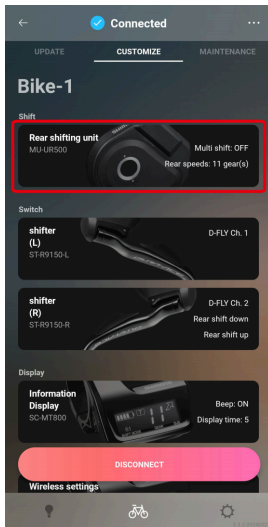 Connected
UPDATE
CUSTOMIZE
MAINTENANCE
Bike-1
Shift
Rear shifting unit
MU-UR500
Multi shift: OFF
Rear speeds: 11 gear(s)
Switch
shifter
(L)
ST-R9150-L
D-FLY Ch. 1
shifter
(R)
ST-R9150-R
D-FLY Ch. 2
Rear shift down
Rear shift up
Display
Information
Display
SC-MT800
Beep: ON
Display time: 5
DISCONNECT
Wireless settings